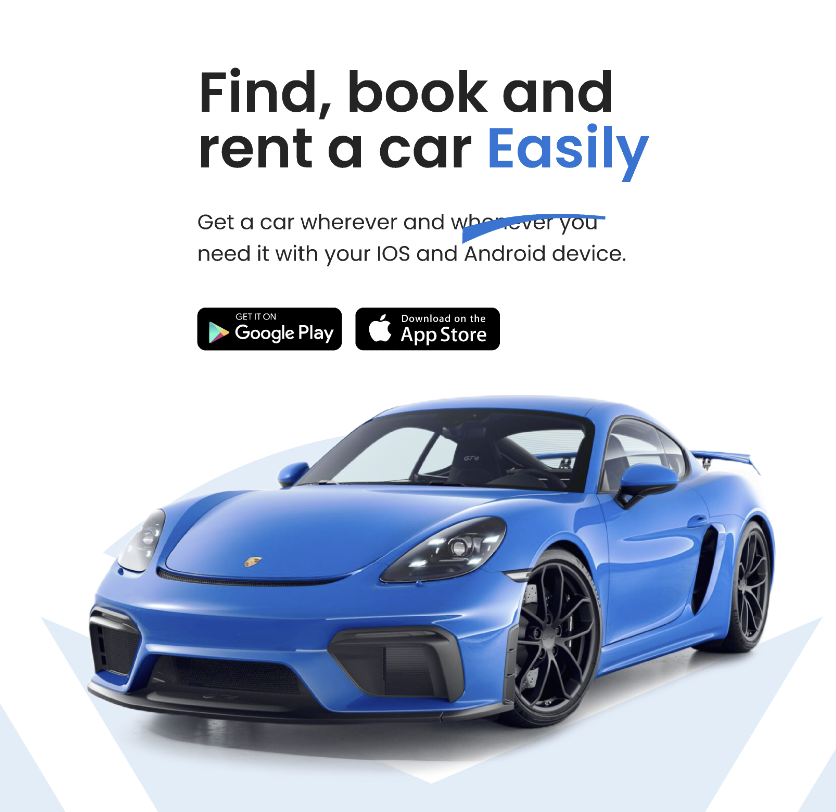 Find, book and
rent a car Easily
Get a car wherever and whenever you
need it with your IOS and Android device.
GET IT ON
Google Play
Download on the
App Store
GT4